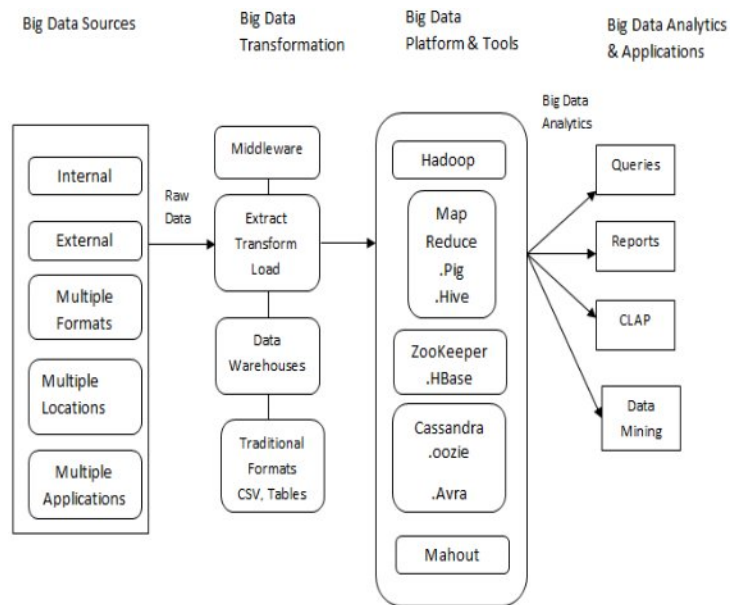 Big Data Sources
Big Data
Transformation
Big Data
Platform & Tools
Big Data Analytics
& Applications
Internal
External
Multiple
Formats
Multiple
Locations
Multiple
Applications
Raw
Data
Middleware
Extract
Transform
Load
Data
Warehouses
Traditional
Formats
CSV, Tables
Hadoop
Map
Reduce
.Pig
.Hive
ZooKeeper
.HBase
Cassandra
.oozie
.Avra
Mahout
Big Data
Analytics
Queries
Reports
CLAP
Data
Mining